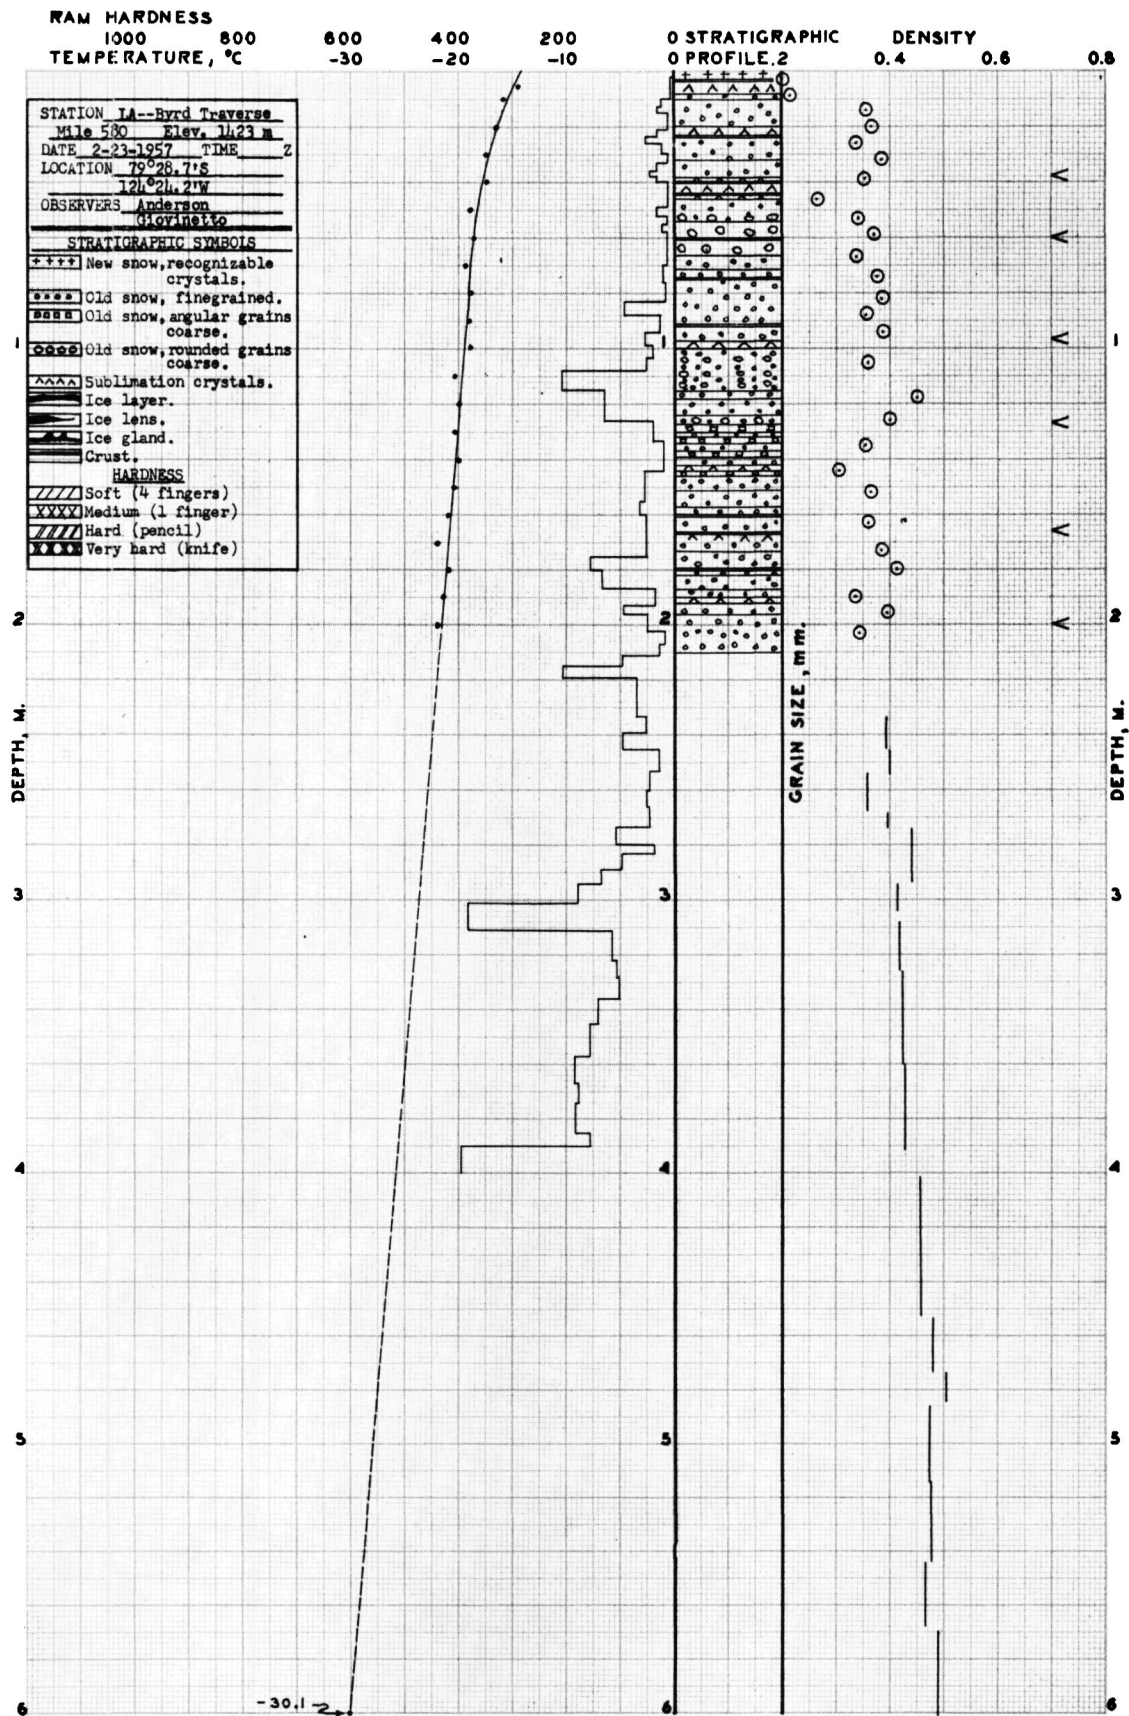 RAM HARDNESS
1000 800 600 400 200 0 STRATIGRAPHIC DENSITY
TEMPERATURE, °C -30 -20 -10 0 PROFILE .2 0.4 0.6 0.8
STATION LA--Byrd Traverse
Mile 580 Elev. 1423 m
DATE 2-23-1957 TIME Z
LOCATION 79°28.7'S
124°24.2'W
OBSERVERS Anderson
Giovinetto
STRATIGRAPHIC SYMBOLS
New snow, recognizable
crystals.
Old snow, finegrained.
Old snow, angular grains
coarse.
Old snow, rounded grains
coarse.
Sublimation crystals.
Ice layer.
Ice lens.
Ice gland.
Crust.
HARDNESS
Soft (4 fingers)
Medium (1 finger)
Hard (pencil)
Very hard (knife)
1 1 1
2 2 2
DEPTH, M.
GRAIN SIZE, mm.
DEPTH, M.
3 3 3
4 4 4
5 5 5
-30.1
6 6 6